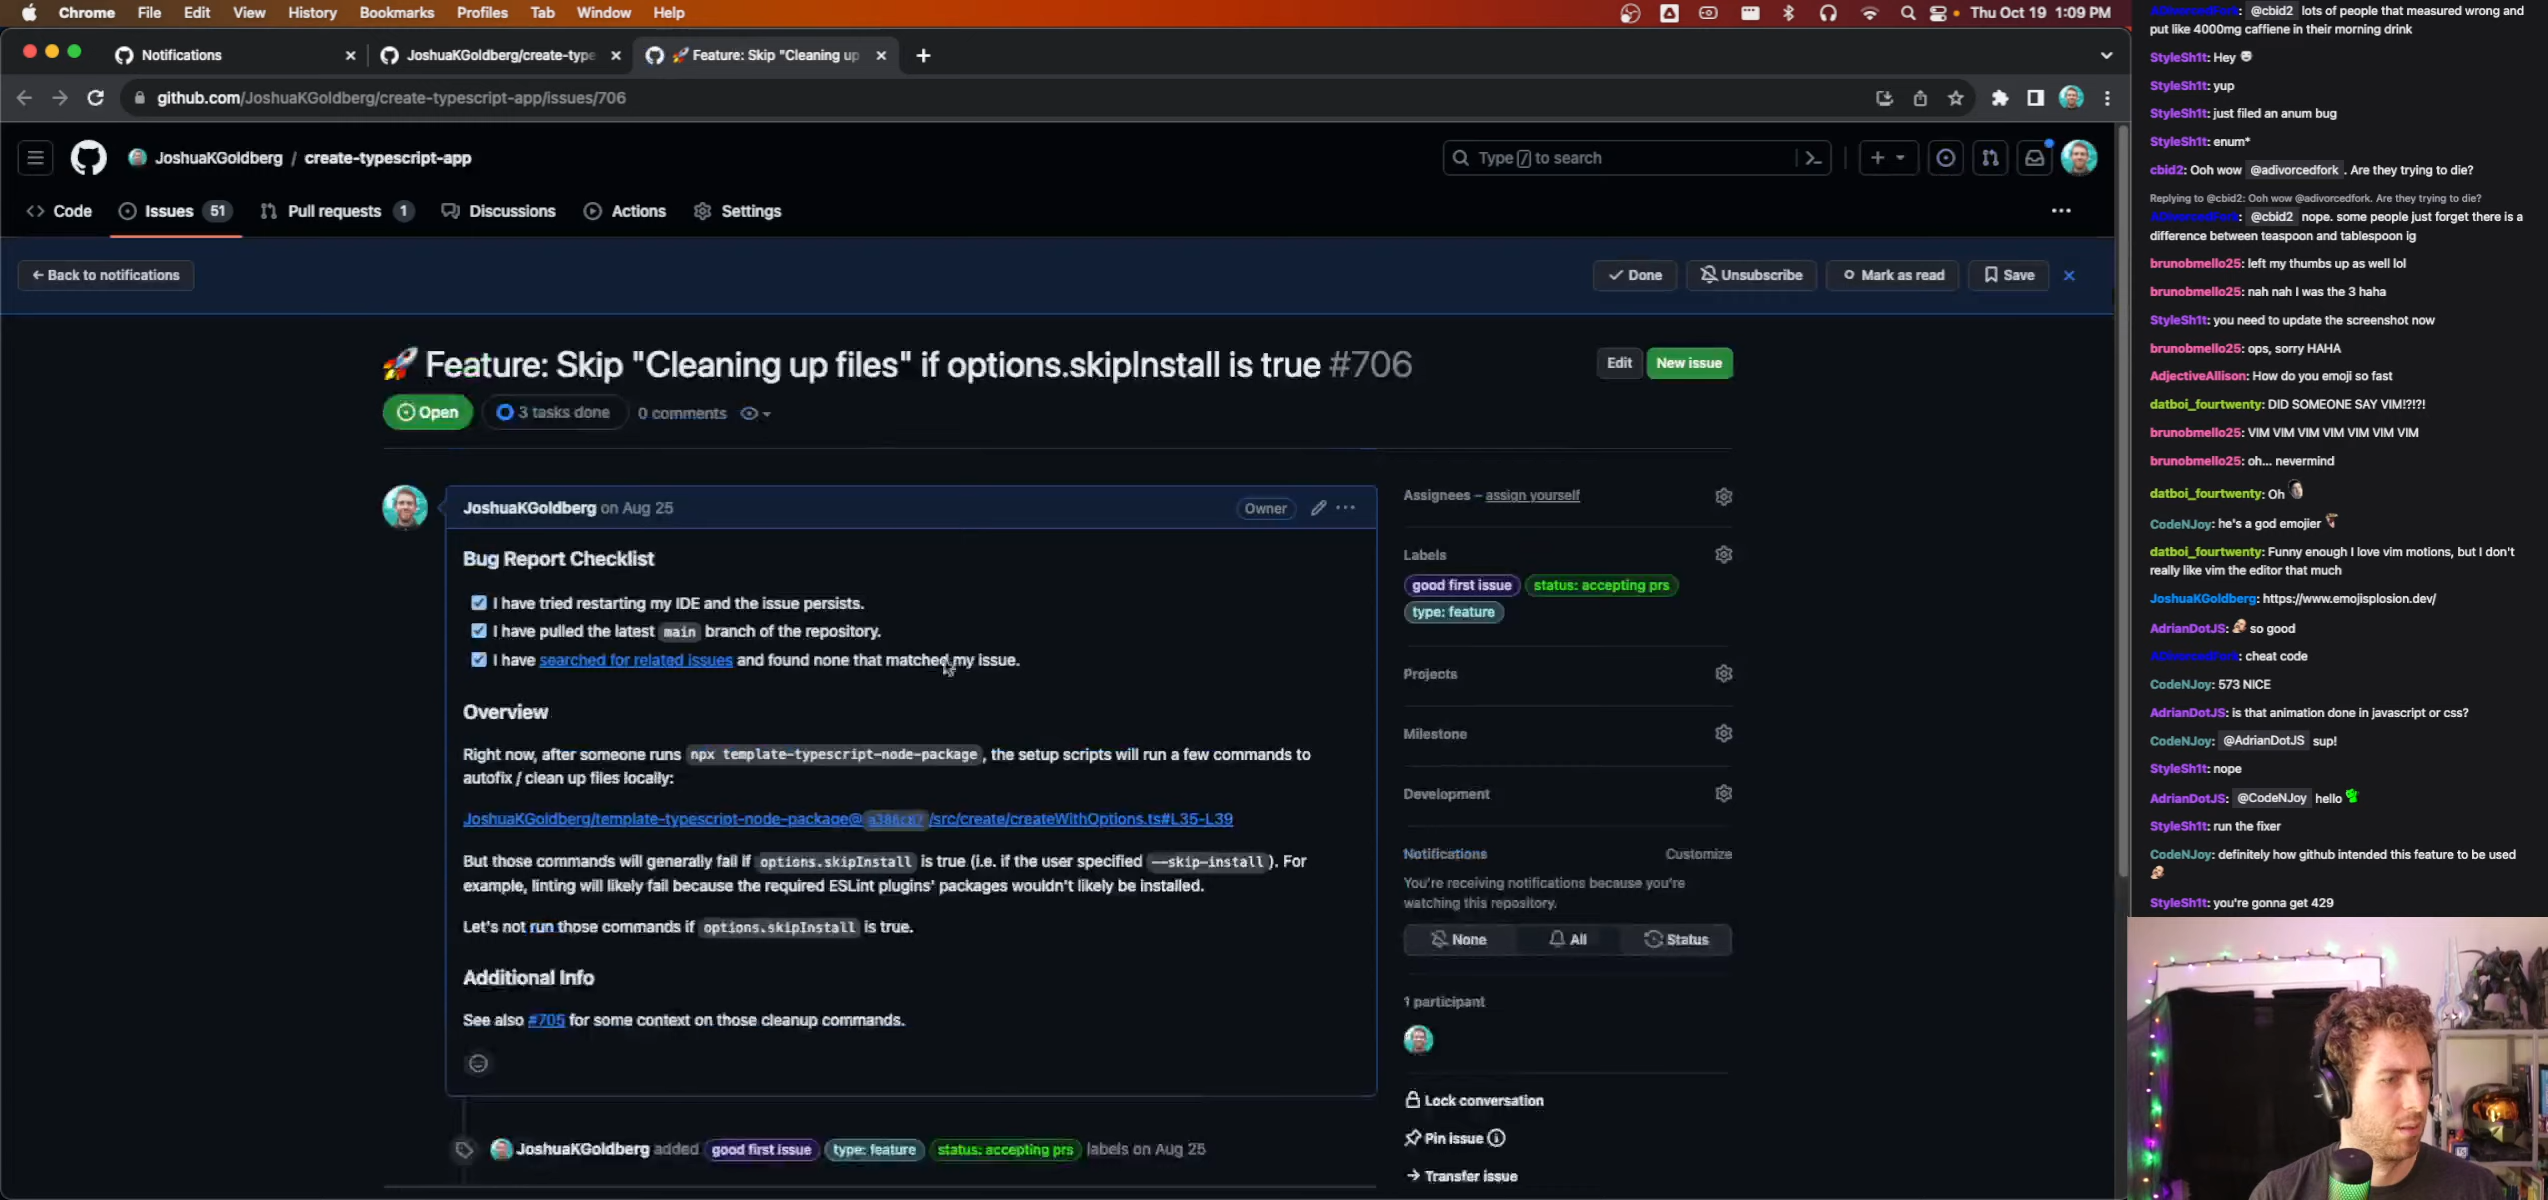 Chrome File Edit View History Bookmarks Profiles Tab Window Help
Thu Oct 19 1:09 PM
Notifications
JoshuaKGoldberg/create-type
🚀 Feature: Skip "Cleaning up
github.com/JoshuaKGoldberg/create-typescript-app/issues/706
JoshuaKGoldberg / create-typescript-app
Type / to search
Code
Issues 51
Pull requests 1
Discussions
Actions
Settings
← Back to notifications
Done
Unsubscribe
Mark as read
Save
🚀 Feature: Skip "Cleaning up files" if options.skipInstall is true #706
Edit
New issue
Open
3 tasks done
0 comments
JoshuaKGoldberg on Aug 25
Owner
Bug Report Checklist
I have tried restarting my IDE and the issue persists.
I have pulled the latest main branch of the repository.
I have searched for related issues and found none that matched my issue.
Overview
Right now, after someone runs npx template-typescript-node-package, the setup scripts will run a few commands to
autofix / clean up files locally:
JoshuaKGoldberg/template-typescript-node-package@a386c87/src/create/createWithOptions.ts#L35-L39
But those commands will generally fail if options.skipInstall is true (i.e. if the user specified --skip-install). For
example, linting will likely fail because the required ESLint plugins' packages wouldn't likely be installed.
Let's not run those commands if options.skipInstall is true.
Additional Info
See also #705 for some context on those cleanup commands.
JoshuaKGoldberg added good first issue type: feature status: accepting prs labels on Aug 25
Assignees – assign yourself
Labels
good first issue status: accepting prs
type: feature
Projects
Milestone
Development
Notifications
Customize
You're receiving notifications because you're
watching this repository.
None
All
Status
1 participant
Lock conversation
Pin issue
Transfer issue
ADivorcedFork: @cbid2 lots of people that measured wrong and
put like 4000mg caffiene in their morning drink
StyleSh1t: Hey
StyleSh1t: yup
StyleSh1t: just filed an anum bug
StyleSh1t: enum*
cbid2: Ooh wow @adivorcedfork . Are they trying to die?
Replying to @cbid2: Ooh wow @adivorcedfork. Are they trying to die?
ADivorcedFork: @cbid2 nope. some people just forget there is a
difference between teaspoon and tablespoon ig
brunobmello25: left my thumbs up as well lol
brunobmello25: nah nah I was the 3 haha
StyleSh1t: you need to update the screenshot now
brunobmello25: ops, sorry HAHA
AdjectiveAllison: How do you emoji so fast
datboi_fourtwenty: DID SOMEONE SAY VIM!?!?!
brunobmello25: VIM VIM VIM VIM VIM VIM VIM
brunobmello25: oh... nevermind
datboi_fourtwenty: Oh
CodeNJoy: he's a god emojier
datboi_fourtwenty: Funny enough I love vim motions, but I don't
really like vim the editor that much
JoshuaKGoldberg: https://www.emojisplosion.dev/
AdrianDotJS: so good
ADivorcedFork: cheat code
CodeNJoy: 573 NICE
AdrianDotJS: is that animation done in javascript or css?
CodeNJoy: @AdrianDotJS sup!
StyleSh1t: nope
AdrianDotJS: @CodeNJoy hello
StyleSh1t: run the fixer
CodeNJoy: definitely how github intended this feature to be used
StyleSh1t: you're gonna get 429